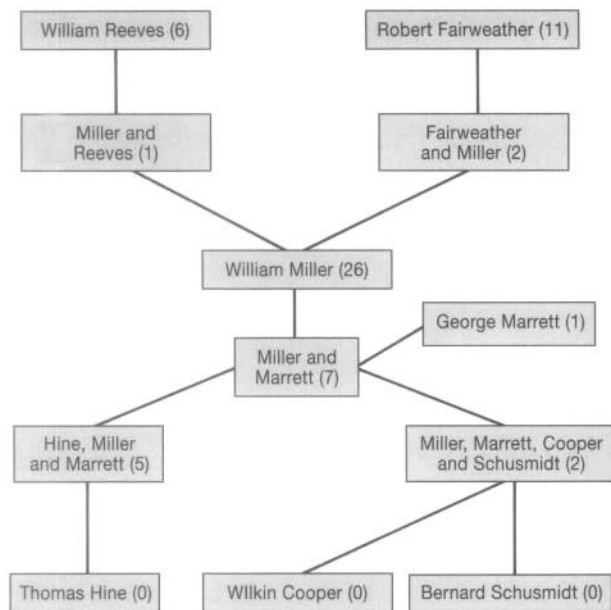 William Reeves (6)
Robert Fairweather (11)
Miller and
Reeves (1)
Fairweather
and Miller (2)
William Miller (26)
George Marrett (1)
Miller and
Marrett (7)
Hine, Miller
and Marrett (5)
Miller, Marrett, Cooper
and Schusmidt (2)
Thomas Hine (0)
WIlkin Cooper (0)
Bernard Schusmidt (0)